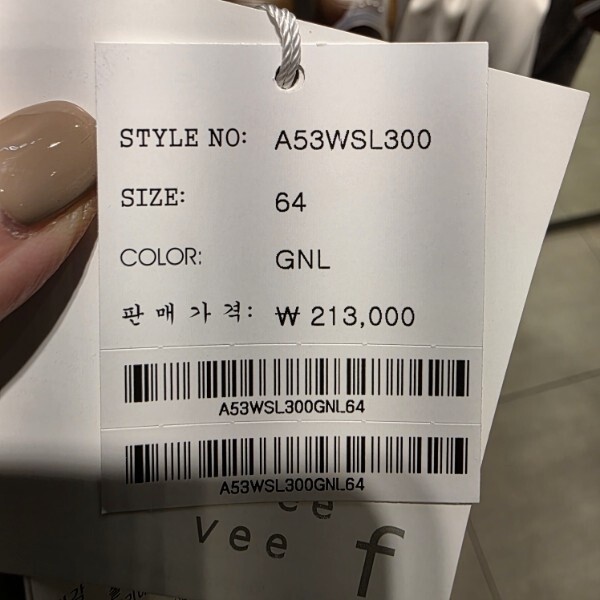 STYLE NO: A53WSL300
SIZE: 64
COLOR: GNL
판매가격: ₩ 213,000
A53WSL300GNL64
A53WSL300GNL64
vee f